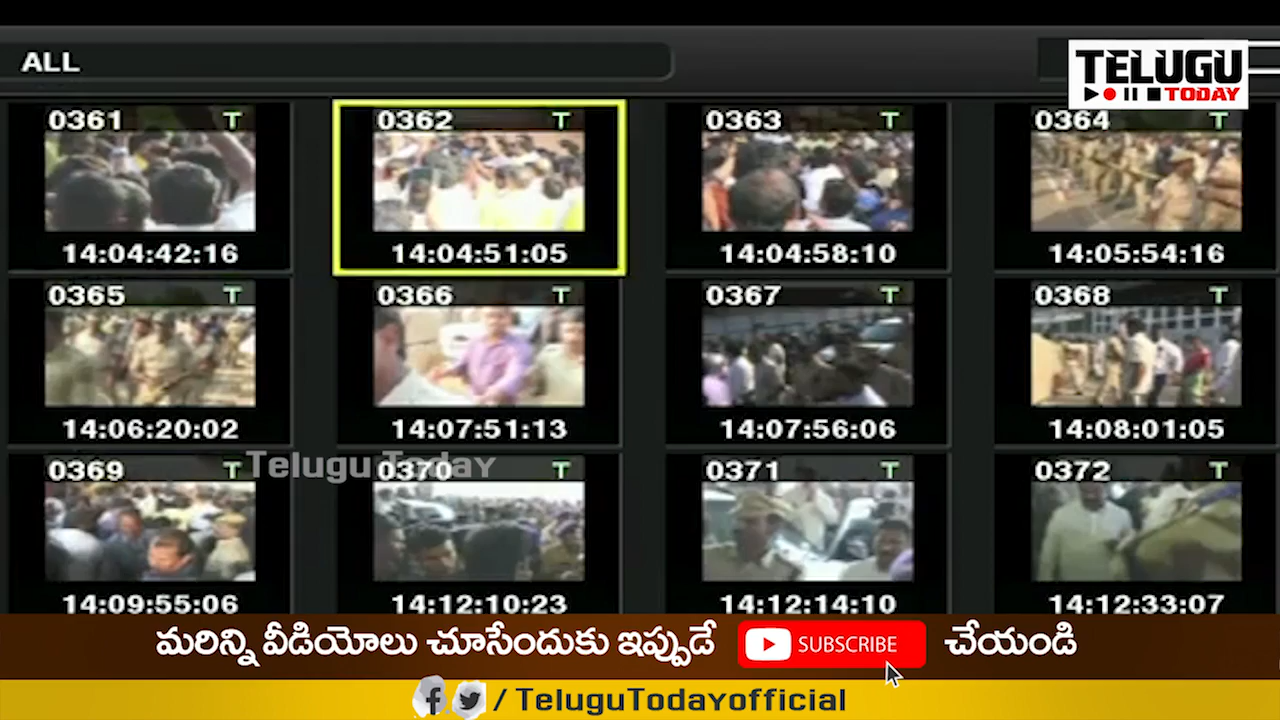 ALL
TELUGU
TODAY
0361 T 0362 T 0363 T 0364 T
14:04:42:16 14:04:51:05 14:04:58:10 14:05:54:16
0365 T 0366 T 0367 T 0368 T
14:06:20:02 14:07:51:13 14:07:56:06 14:08:01:05
Telugu Today
0369 T 0370 T 0371 T 0372 T
14:09:55:06 14:12:10:23 14:12:14:10 14:12:33:07
మరిన్ని వీడియోలు చూసేందుకు ఇప్పుడే SUBSCRIBE చేయండి
/ TeluguTodayofficial